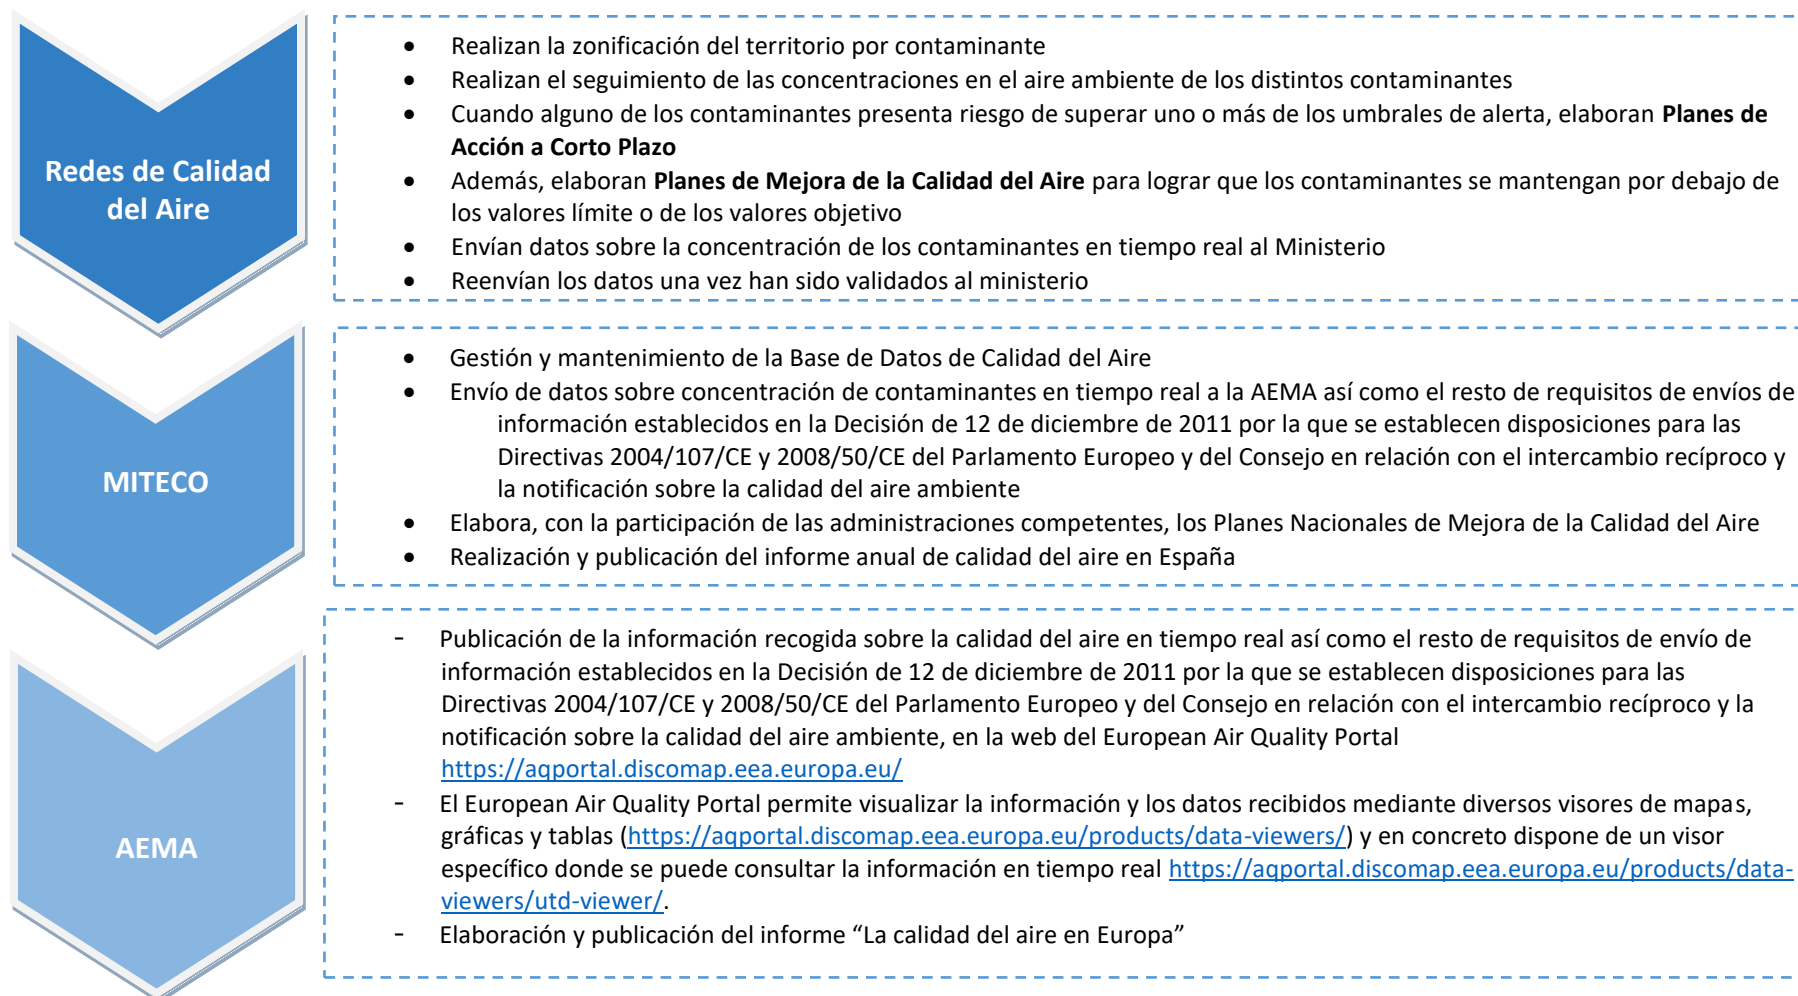 Redes de Calidad
del Aire
• Realizan la zonificación del territorio por contaminante
• Realizan el seguimiento de las concentraciones en el aire ambiente de los distintos contaminantes
• Cuando alguno de los contaminantes presenta riesgo de superar uno o más de los umbrales de alerta, elaboran Planes de
Acción a Corto Plazo
• Además, elaboran Planes de Mejora de la Calidad del Aire para lograr que los contaminantes se mantengan por debajo de
los valores límite o de los valores objetivo
• Envían datos sobre la concentración de los contaminantes en tiempo real al Ministerio
• Reenvían los datos una vez han sido validados al ministerio
MITECO
• Gestión y mantenimiento de la Base de Datos de Calidad del Aire
• Envío de datos sobre concentración de contaminantes en tiempo real a la AEMA así como el resto de requisitos de envíos de
información establecidos en la Decisión de 12 de diciembre de 2011 por la que se establecen disposiciones para las
Directivas 2004/107/CE y 2008/50/CE del Parlamento Europeo y del Consejo en relación con el intercambio recíproco y
la notificación sobre la calidad del aire ambiente
• Elabora, con la participación de las administraciones competentes, los Planes Nacionales de Mejora de la Calidad del Aire
• Realización y publicación del informe anual de calidad del aire en España
AEMA
- Publicación de la información recogida sobre la calidad del aire en tiempo real así como el resto de requisitos de envío de
información establecidos en la Decisión de 12 de diciembre de 2011 por la que se establecen disposiciones para las
Directivas 2004/107/CE y 2008/50/CE del Parlamento Europeo y del Consejo en relación con el intercambio recíproco y la
notificación sobre la calidad del aire ambiente, en la web del European Air Quality Portal
https://aqportal.discomap.eea.europa.eu/
- El European Air Quality Portal permite visualizar la información y los datos recibidos mediante diversos visores de mapas,
gráficas y tablas (https://aqportal.discomap.eea.europa.eu/products/data-viewers/) y en concreto dispone de un visor
específico donde se puede consultar la información en tiempo real https://aqportal.discomap.eea.europa.eu/products/data-
viewers/utd-viewer/.
- Elaboración y publicación del informe “La calidad del aire en Europa”